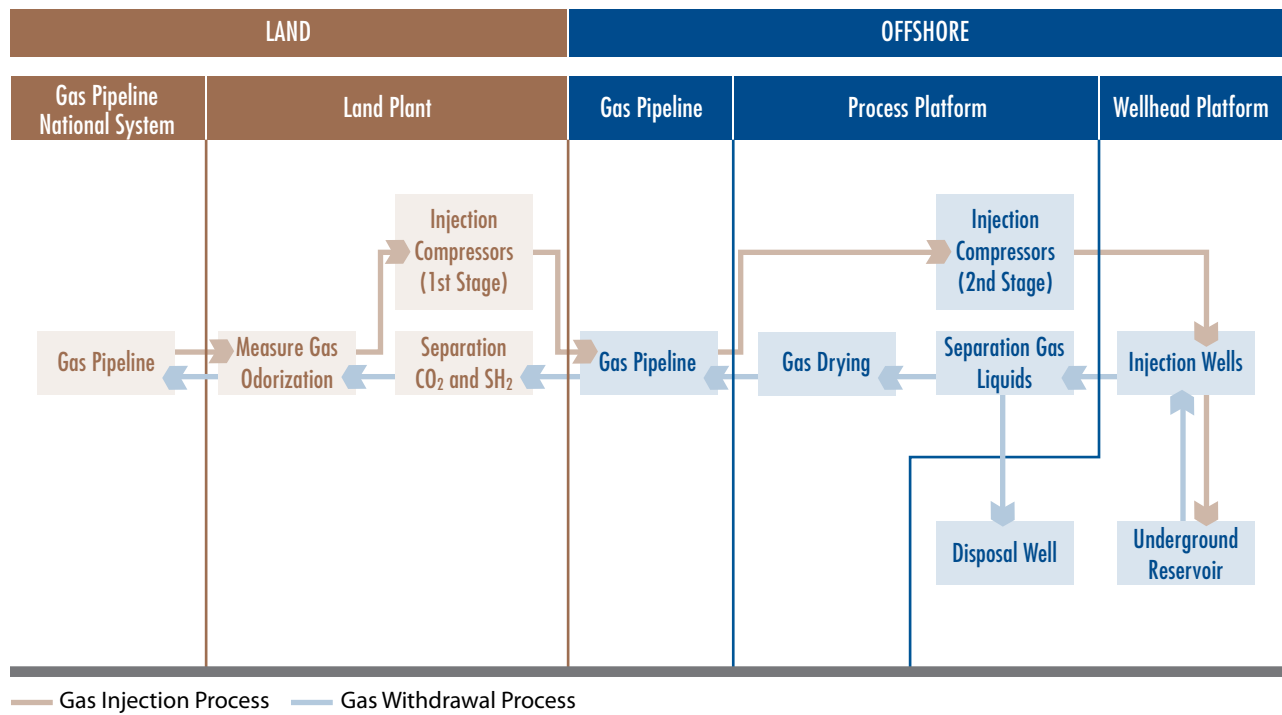 LAND
OFFSHORE
Gas Pipeline
National System
Land Plant
Gas Pipeline
Process Platform
Wellhead Platform
Injection
Compressors
(1st Stage)
Injection
Compressors
(2nd Stage)
Gas Pipeline
Measure Gas
Odorization
Separation
CO₂ and SH₂
Gas Pipeline
Gas Drying
Separation Gas
Liquids
Injection Wells
Disposal Well
Underground
Reservoir
Gas Injection Process
Gas Withdrawal Process